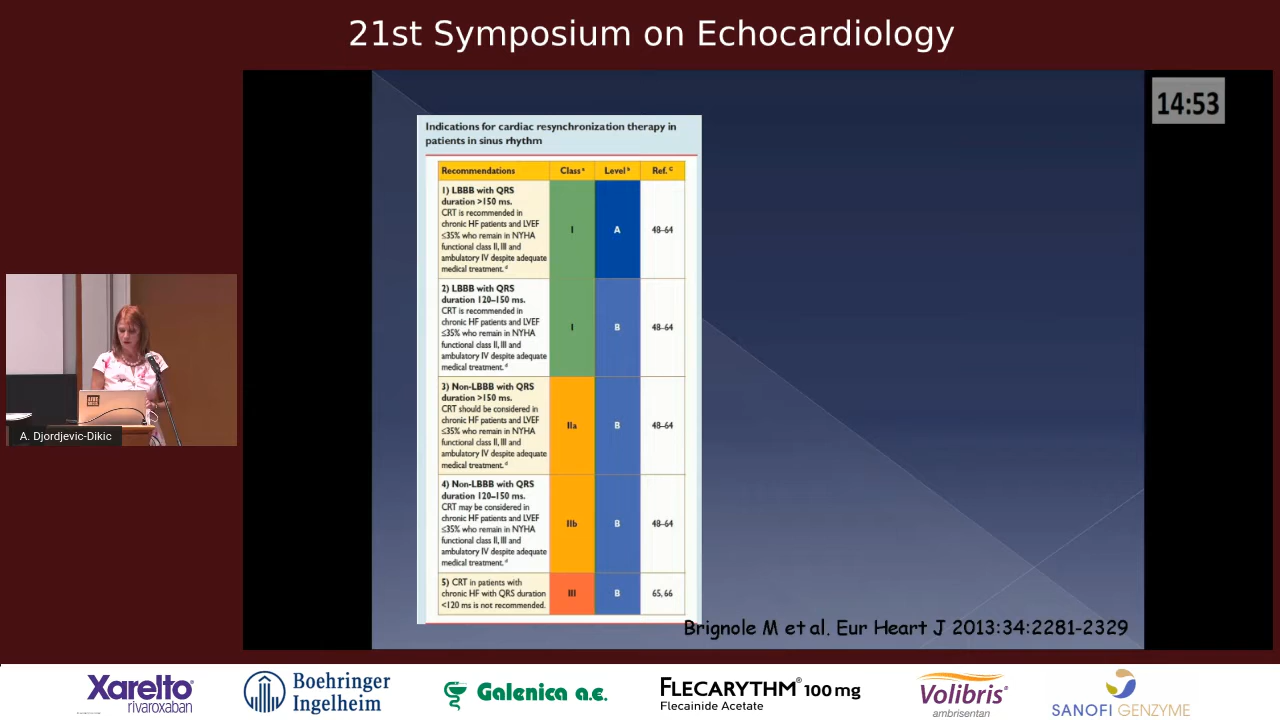 21st Symposium on Echocardiology
14:53
Indications for cardiac resynchronization therapy in
patients in sinus rhythm
Recommendations Class a Level b Ref. C
1) LBBB with QRS
duration >150 ms.
CRT is recommended in
chronic HF patients and LVEF
≤35% who remain in NYHA
functional class II, III and
ambulatory IV despite adequate
medical treatment. d
I A 48–64
2) LBBB with QRS
duration 120–150 ms.
CRT is recommended in
chronic HF patients and LVEF
≤35% who remain in NYHA
functional class II, III and
ambulatory IV despite adequate
medical treatment. d
I B 48–64
3) Non-LBBB with QRS
duration >150 ms.
CRT should be considered in
chronic HF patients and LVEF
≤35% who remain in NYHA
functional class II, III and
ambulatory IV despite adequate
medical treatment. d
IIa B 48–64
4) Non-LBBB with QRS
duration 120–150 ms.
CRT may be considered in
chronic HF patients and LVEF
≤35% who remain in NYHA
functional class II, III and
ambulatory IV despite adequate
medical treatment. d
IIb B 48–64
5) CRT in patients with
chronic HF with QRS duration
<120 ms is not recommended.
III B 65, 66
Brignole M et al. Eur Heart J 2013:34:2281-2329
A. Djordjevic-Dikic
Xarelto®
rivaroxaban
Boehringer
Ingelheim
Galenica a.e.
FLECARYTHM® 100 mg
Flecainide Acetate
Volibris®
ambrisentan
SANOFI GENZYME